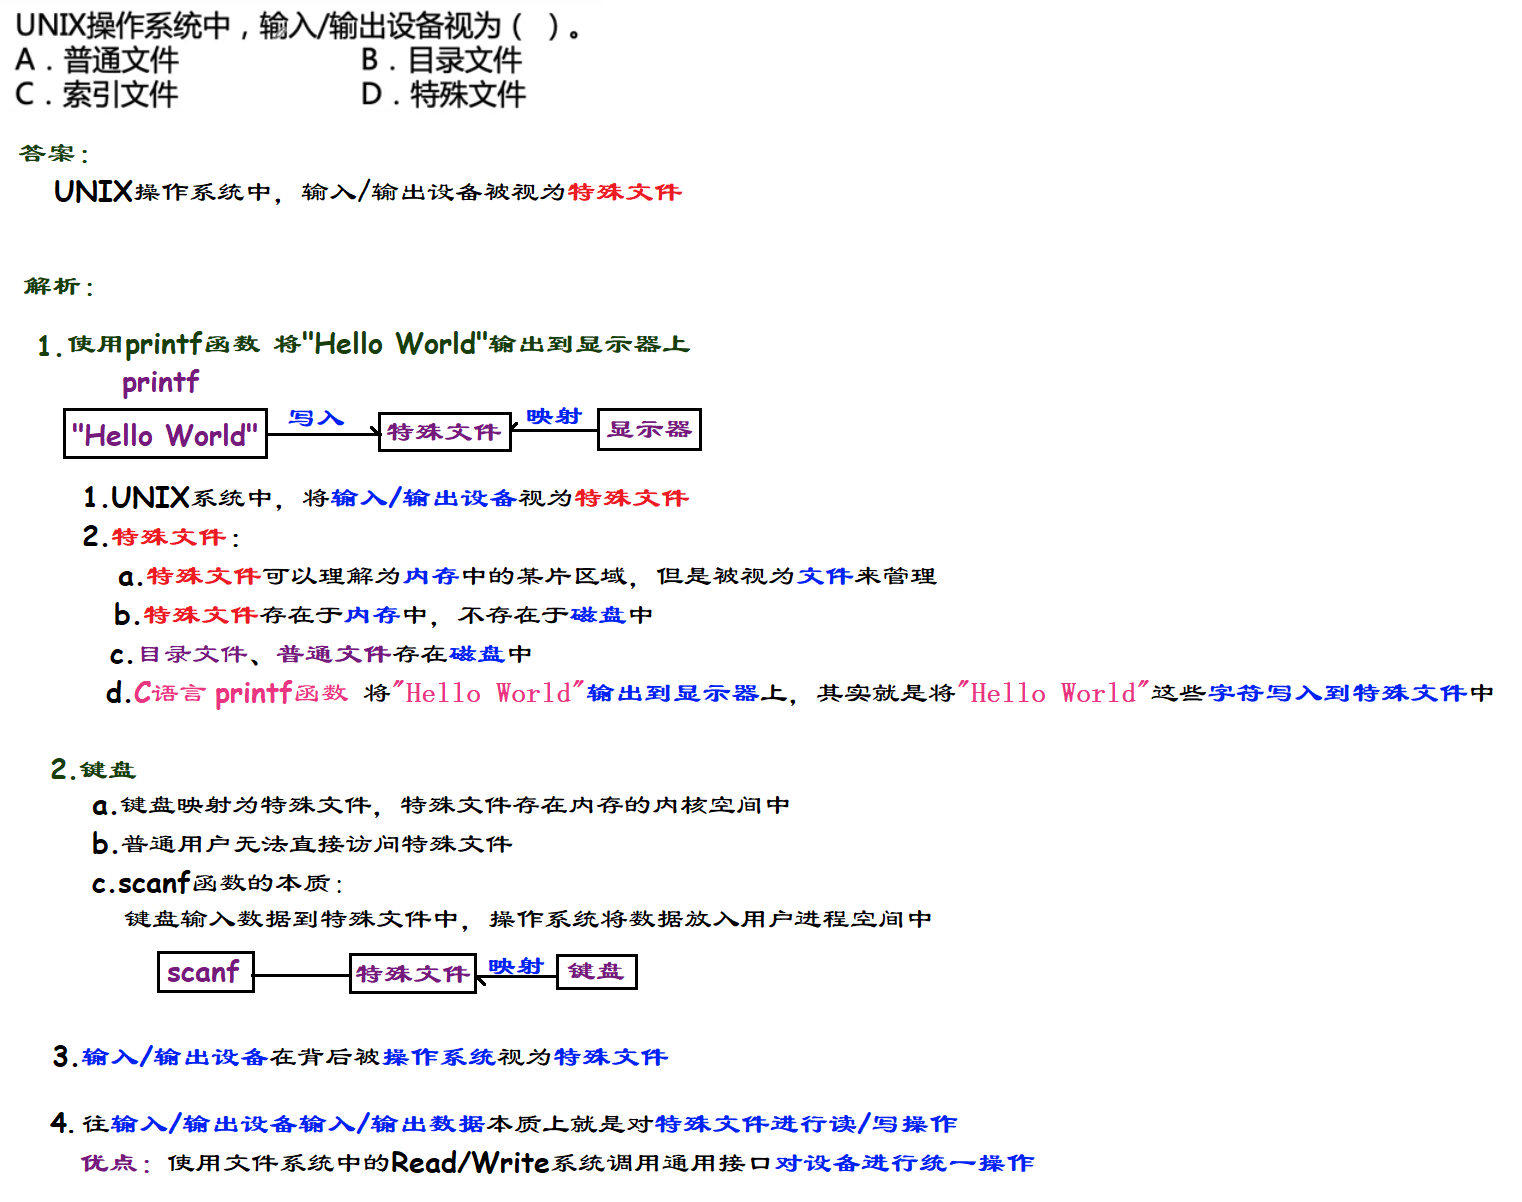 UNIX操作系统中，输入/输出设备视为（ ）。
A．普通文件 B．目录文件
C．索引文件 D．特殊文件
答案：
UNIX操作系统中，输入/输出设备被视为特殊文件
解析：
1.使用printf函数 将"Hello World"输出到显示器上
printf
"Hello World" 写入 特殊文件 映射 显示器
1.UNIX系统中，将输入/输出设备视为特殊文件
2.特殊文件：
a.特殊文件可以理解为内存中的某片区域，但是被视为文件来管理
b.特殊文件存在于内存中，不存在于磁盘中
c.目录文件、普通文件存在磁盘中
d.C语言 printf函数 将"Hello World"输出到显示器上，其实就是将"Hello World"这些字符写入到特殊文件中
2.键盘
a.键盘映射为特殊文件，特殊文件存在内存的内核空间中
b.普通用户无法直接访问特殊文件
c.scanf函数的本质：
键盘输入数据到特殊文件中，操作系统将数据放入用户进程空间中
scanf 特殊文件 映射 键盘
3.输入/输出设备在背后被操作系统视为特殊文件
4.往输入/输出设备输入/输出数据本质上就是对特殊文件进行读/写操作
优点：使用文件系统中的Read/Write系统调用通用接口对设备进行统一操作